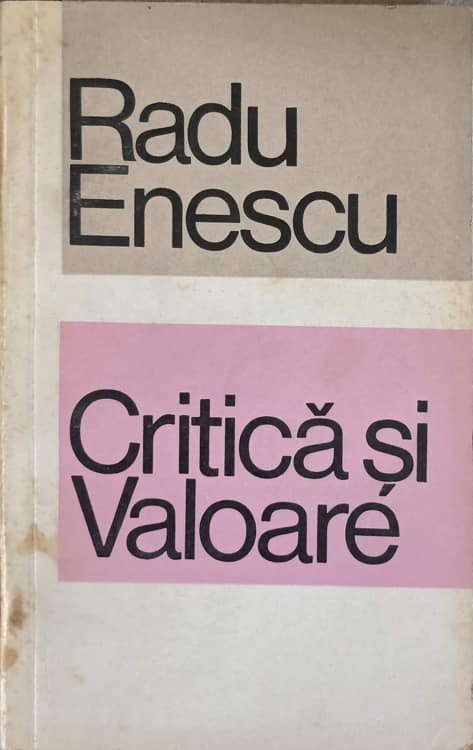 Radu
Enescu
Critică și
Valoare